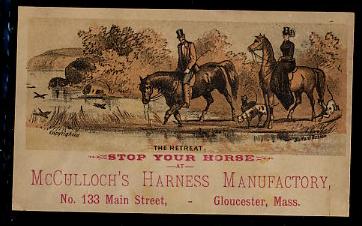 THE RETREAT.
STOP YOUR HORSE
AT
McCulloch's Harness Manufactory,
No. 133 Main Street, - Gloucester, Mass.